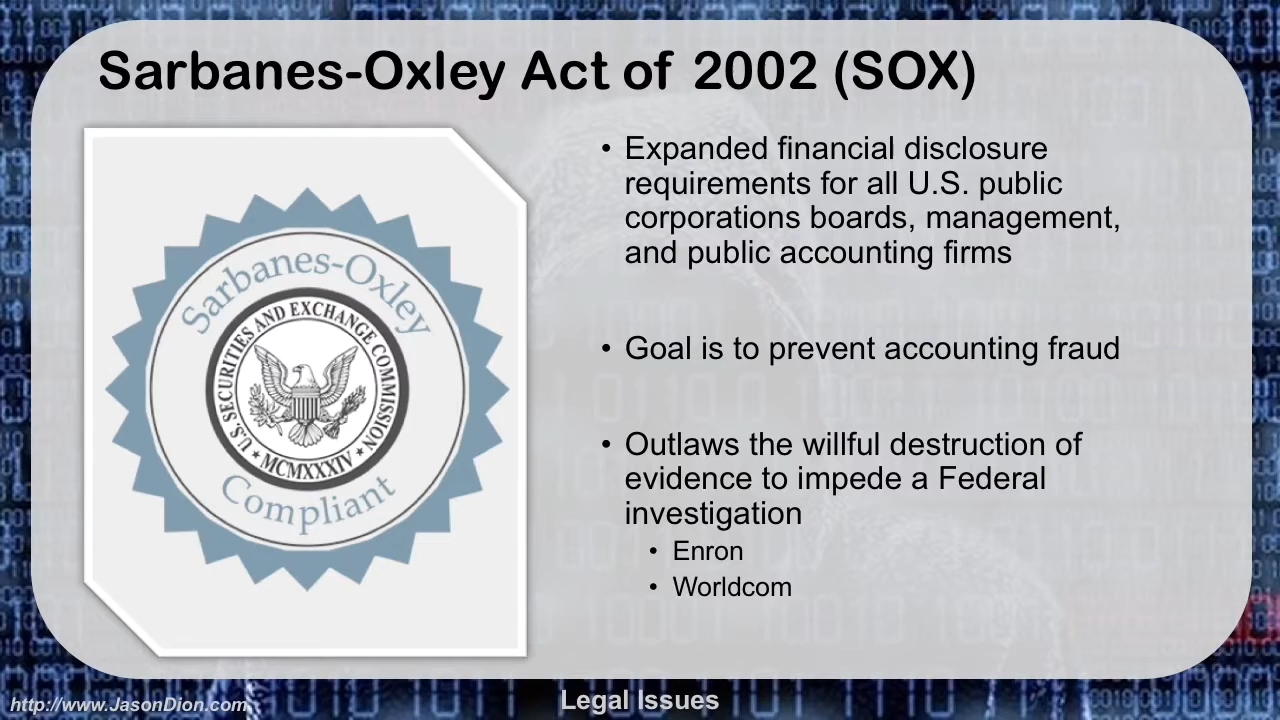 Sarbanes-Oxley Act of 2002 (SOX)
Sarbanes-Oxley
U.S. SECURITIES AND EXCHANGE COMMISSION
★ MCMXXXIV ★
Compliant
• Expanded financial disclosure
requirements for all U.S. public
corporations boards, management,
and public accounting firms
• Goal is to prevent accounting fraud
• Outlaws the willful destruction of
evidence to impede a Federal
investigation
• Enron
• Worldcom
http://www.JasonDion.com
Legal Issues